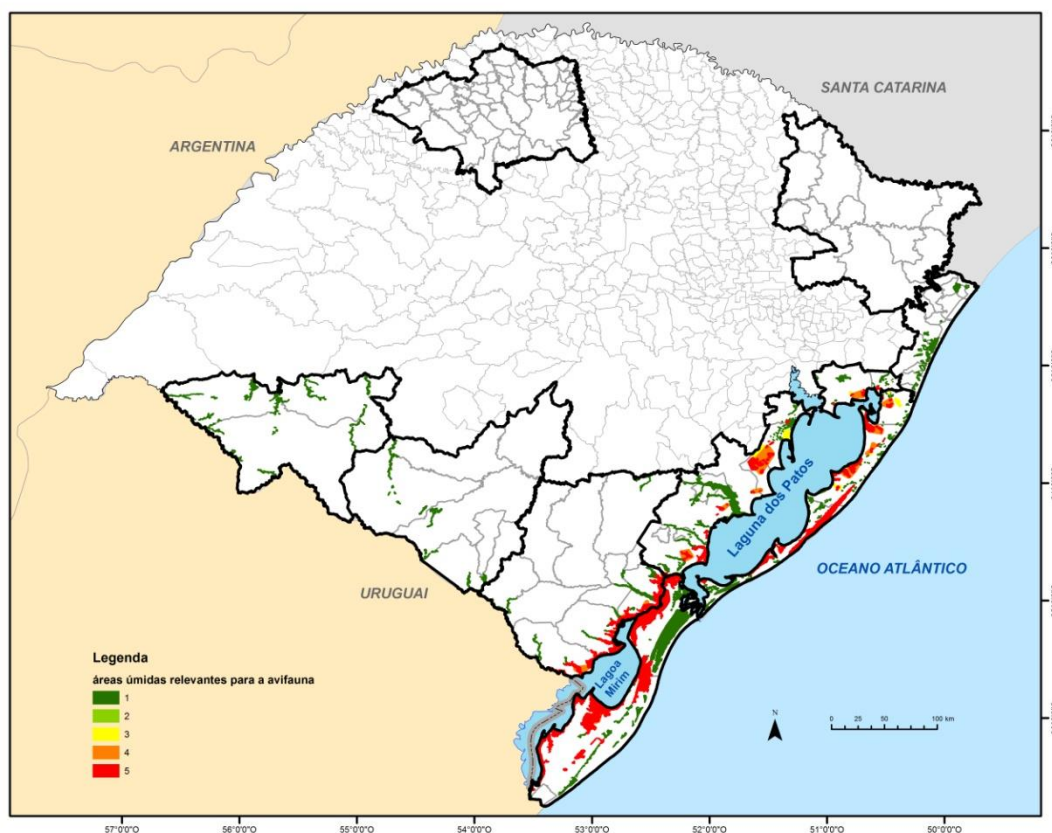 SANTA CATARINA
ARGENTINA
Laguna dos Patos
OCEANO ATLÂNTICO
URUGUAI
Lagoa
Mirim
Legenda
áreas úmidas relevantes para a avifauna
1
2
3
4
5
N
0 25 50 100 km
57°0'0"O 56°0'0"O 55°0'0"O 54°0'0"O 53°0'0"O 52°0'0"O 51°0'0"O 50°0'0"O